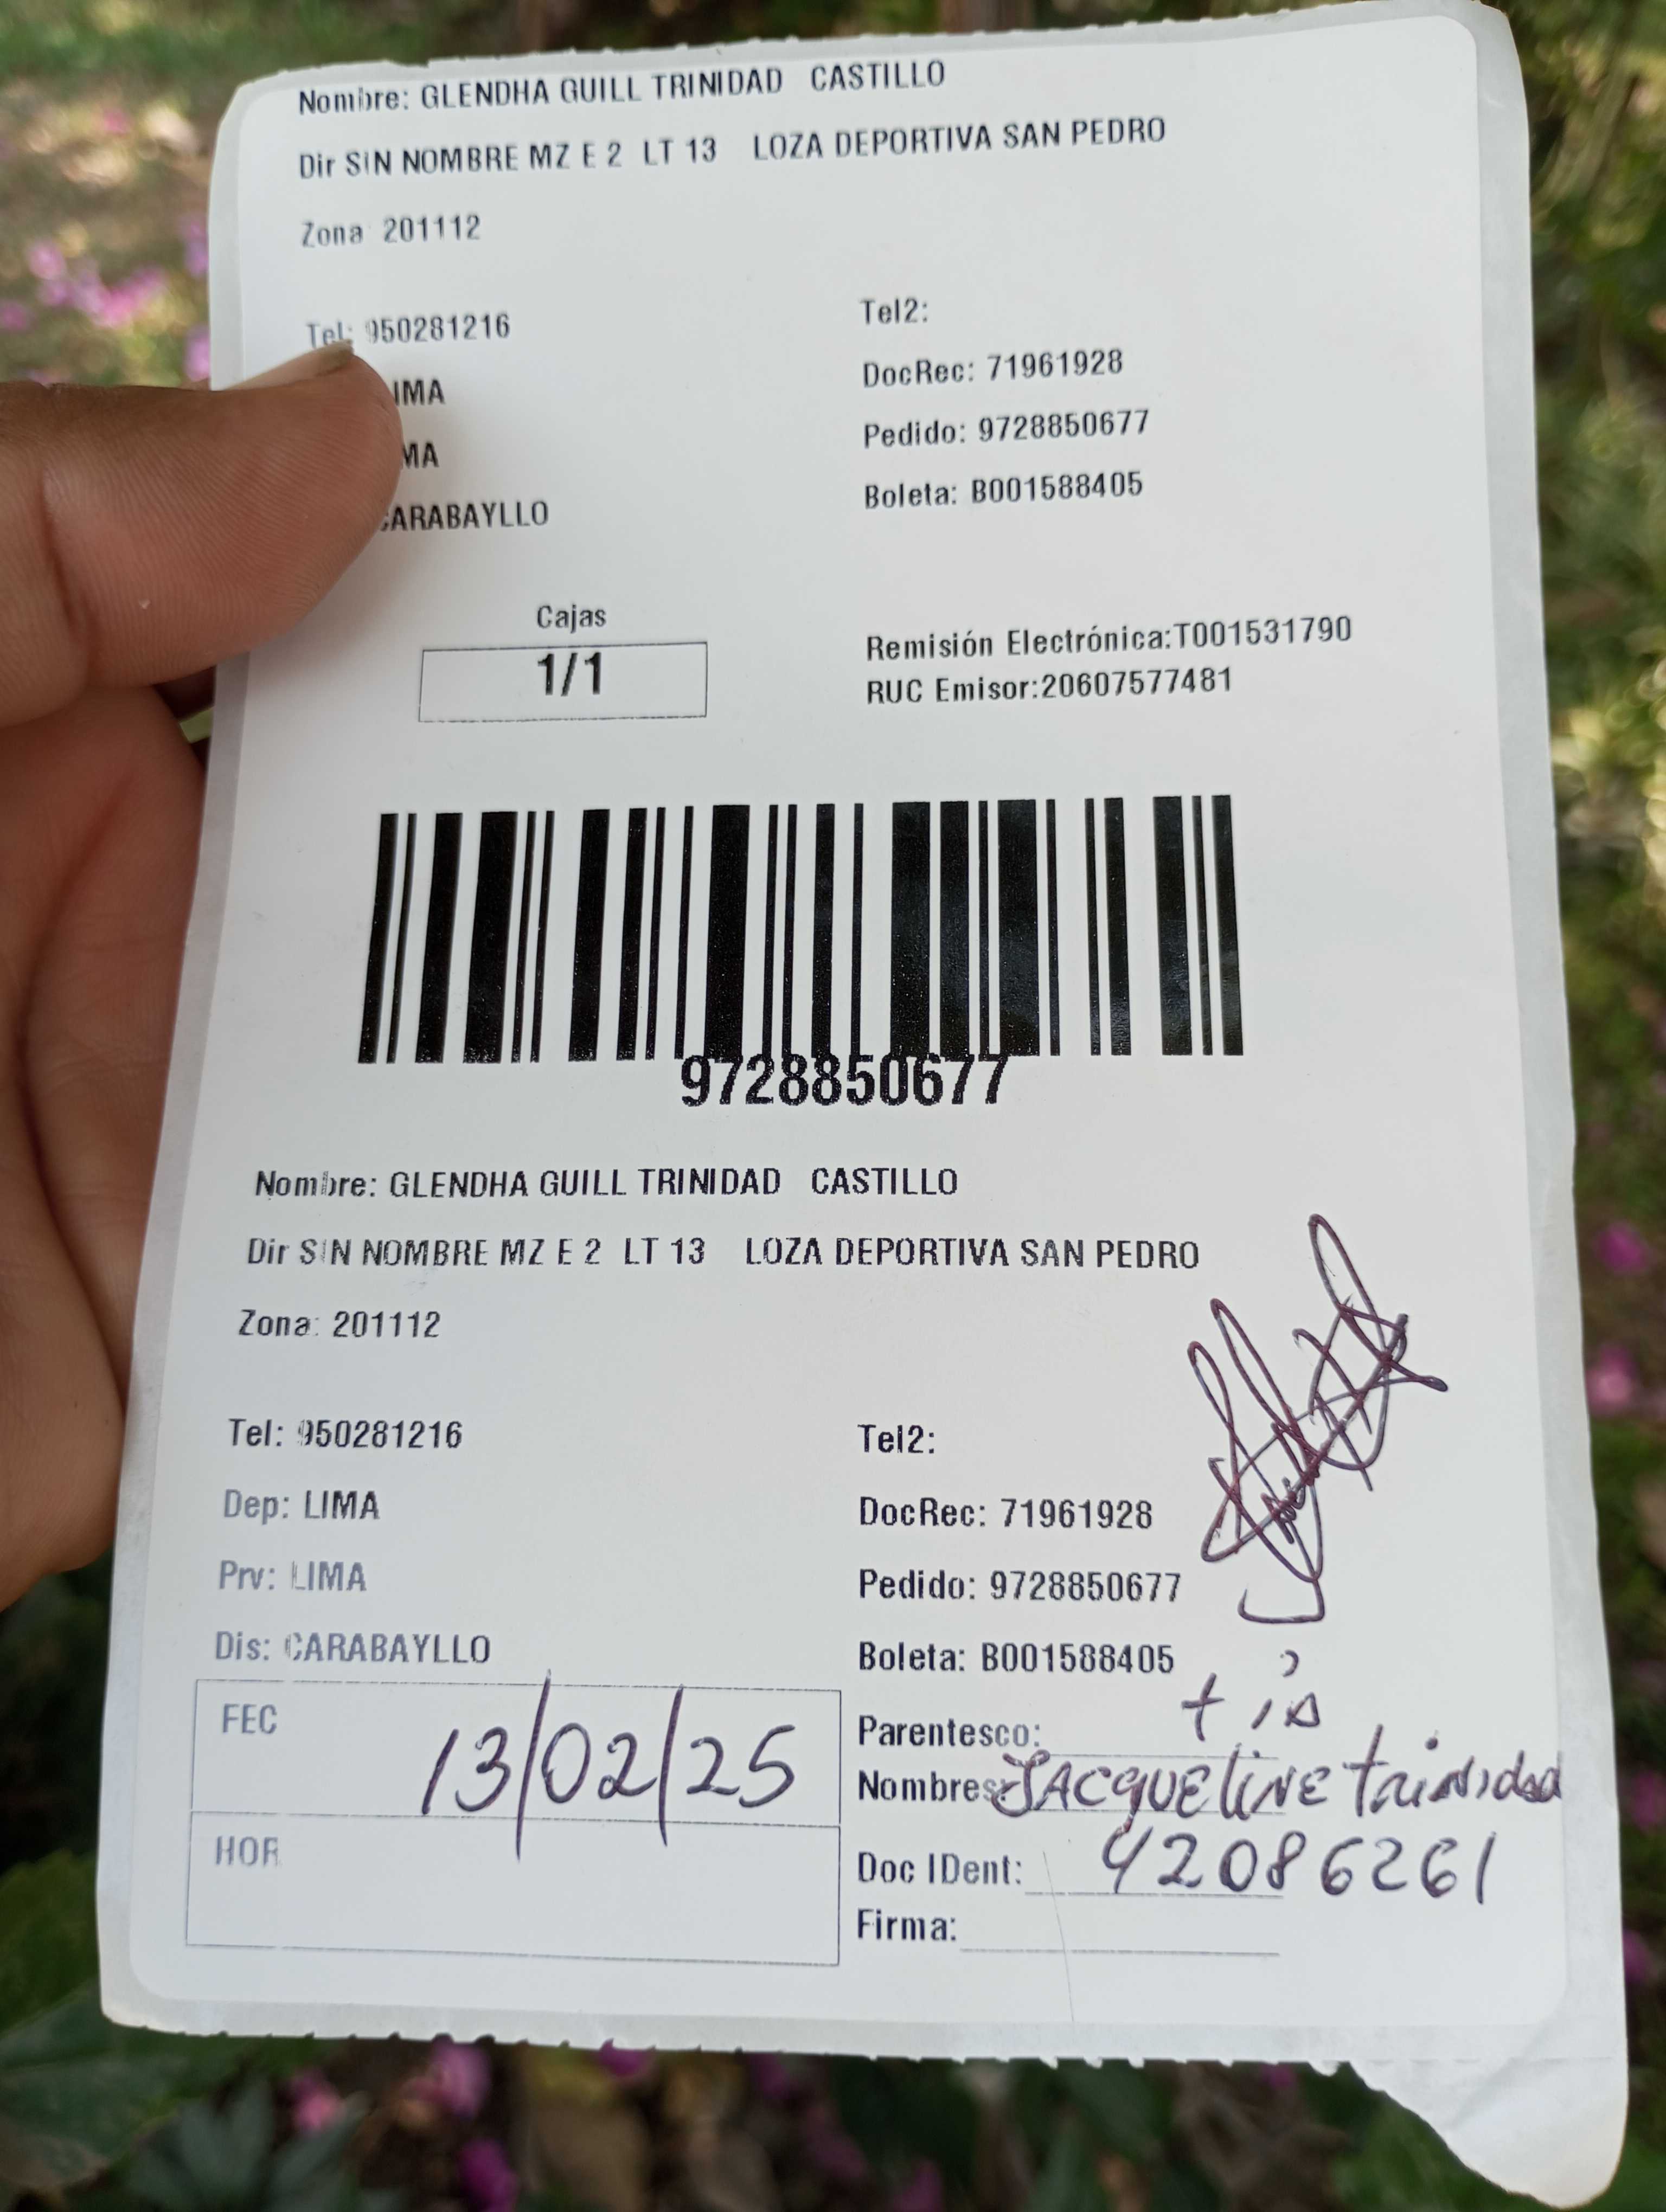 Nombre: GLENDHA GUILL TRINIDAD CASTILLO
Dir SIN NOMBRE MZ E 2 LT 13 LOZA DEPORTIVA SAN PEDRO
Zona 201112
Tel: 950281216 Tel2:
IMA DocRec: 71961928
MA Pedido: 9728850677
ARABAYLLO Boleta: B001588405
Cajas
1/1
Remisión Electrónica:T001531790
RUC Emisor:20607577481
9728850677
Nombre: GLENDHA GUILL TRINIDAD CASTILLO
Dir SIN NOMBRE MZ E 2 LT 13 LOZA DEPORTIVA SAN PEDRO
Zona: 201112
Tel: 950281216 Tel2:
Dep: LIMA DocRec: 71961928
Prv: LIMA Pedido: 9728850677
Dis: CARABAYLLO Boleta: B001588405
FEC 13/02/25
HOR
Parentesco: tía
Nombres: JACQUEliNE triNidad
Doc IDent: 42086261
Firma: